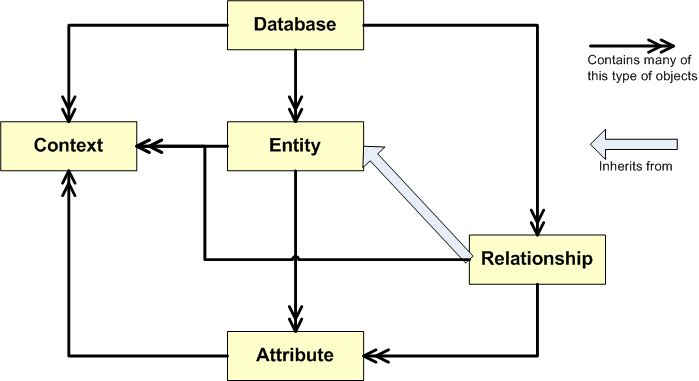 Database
Contains many of
this type of objects
Context
Entity
Inherits from
Relationship
Attribute